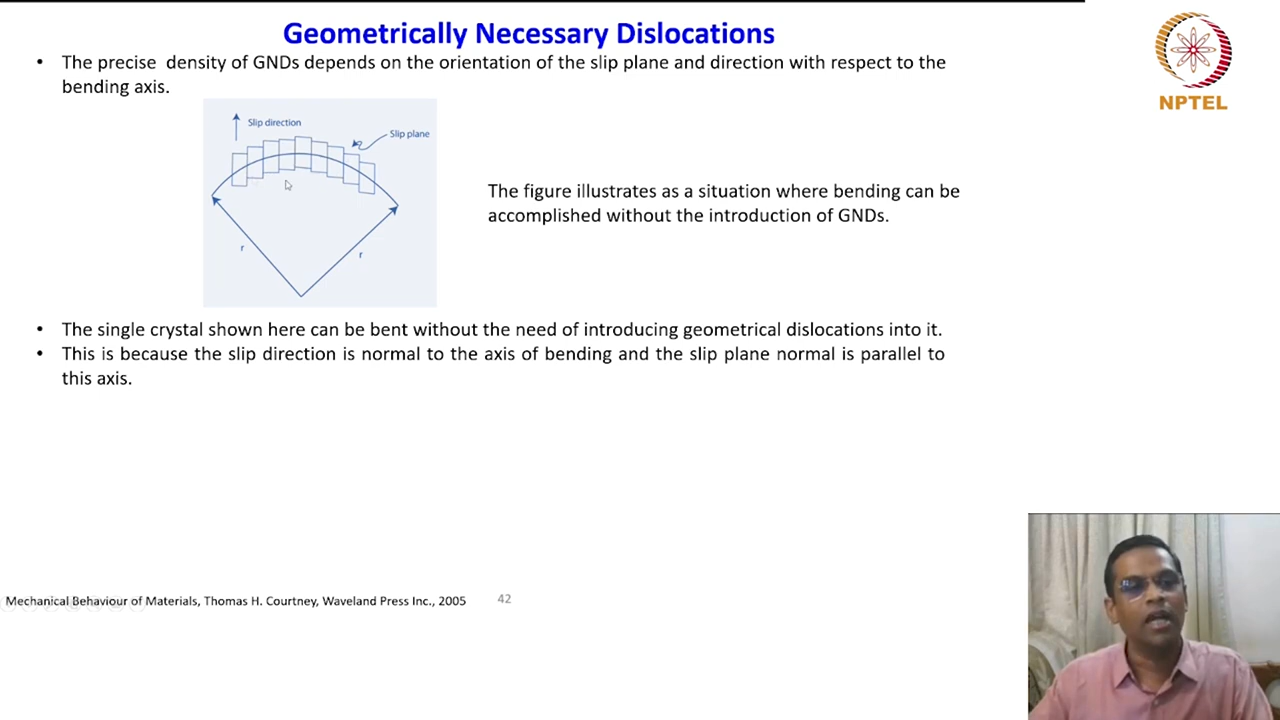 Geometrically Necessary Dislocations
• The precise density of GNDs depends on the orientation of the slip plane and direction with respect to the
bending axis.
NPTEL
Slip direction
Slip plane
r
r
The figure illustrates as a situation where bending can be
accomplished without the introduction of GNDs.
• The single crystal shown here can be bent without the need of introducing geometrical dislocations into it.
• This is because the slip direction is normal to the axis of bending and the slip plane normal is parallel to
this axis.
Mechanical Behaviour of Materials, Thomas H. Courtney, Waveland Press Inc., 2005
42